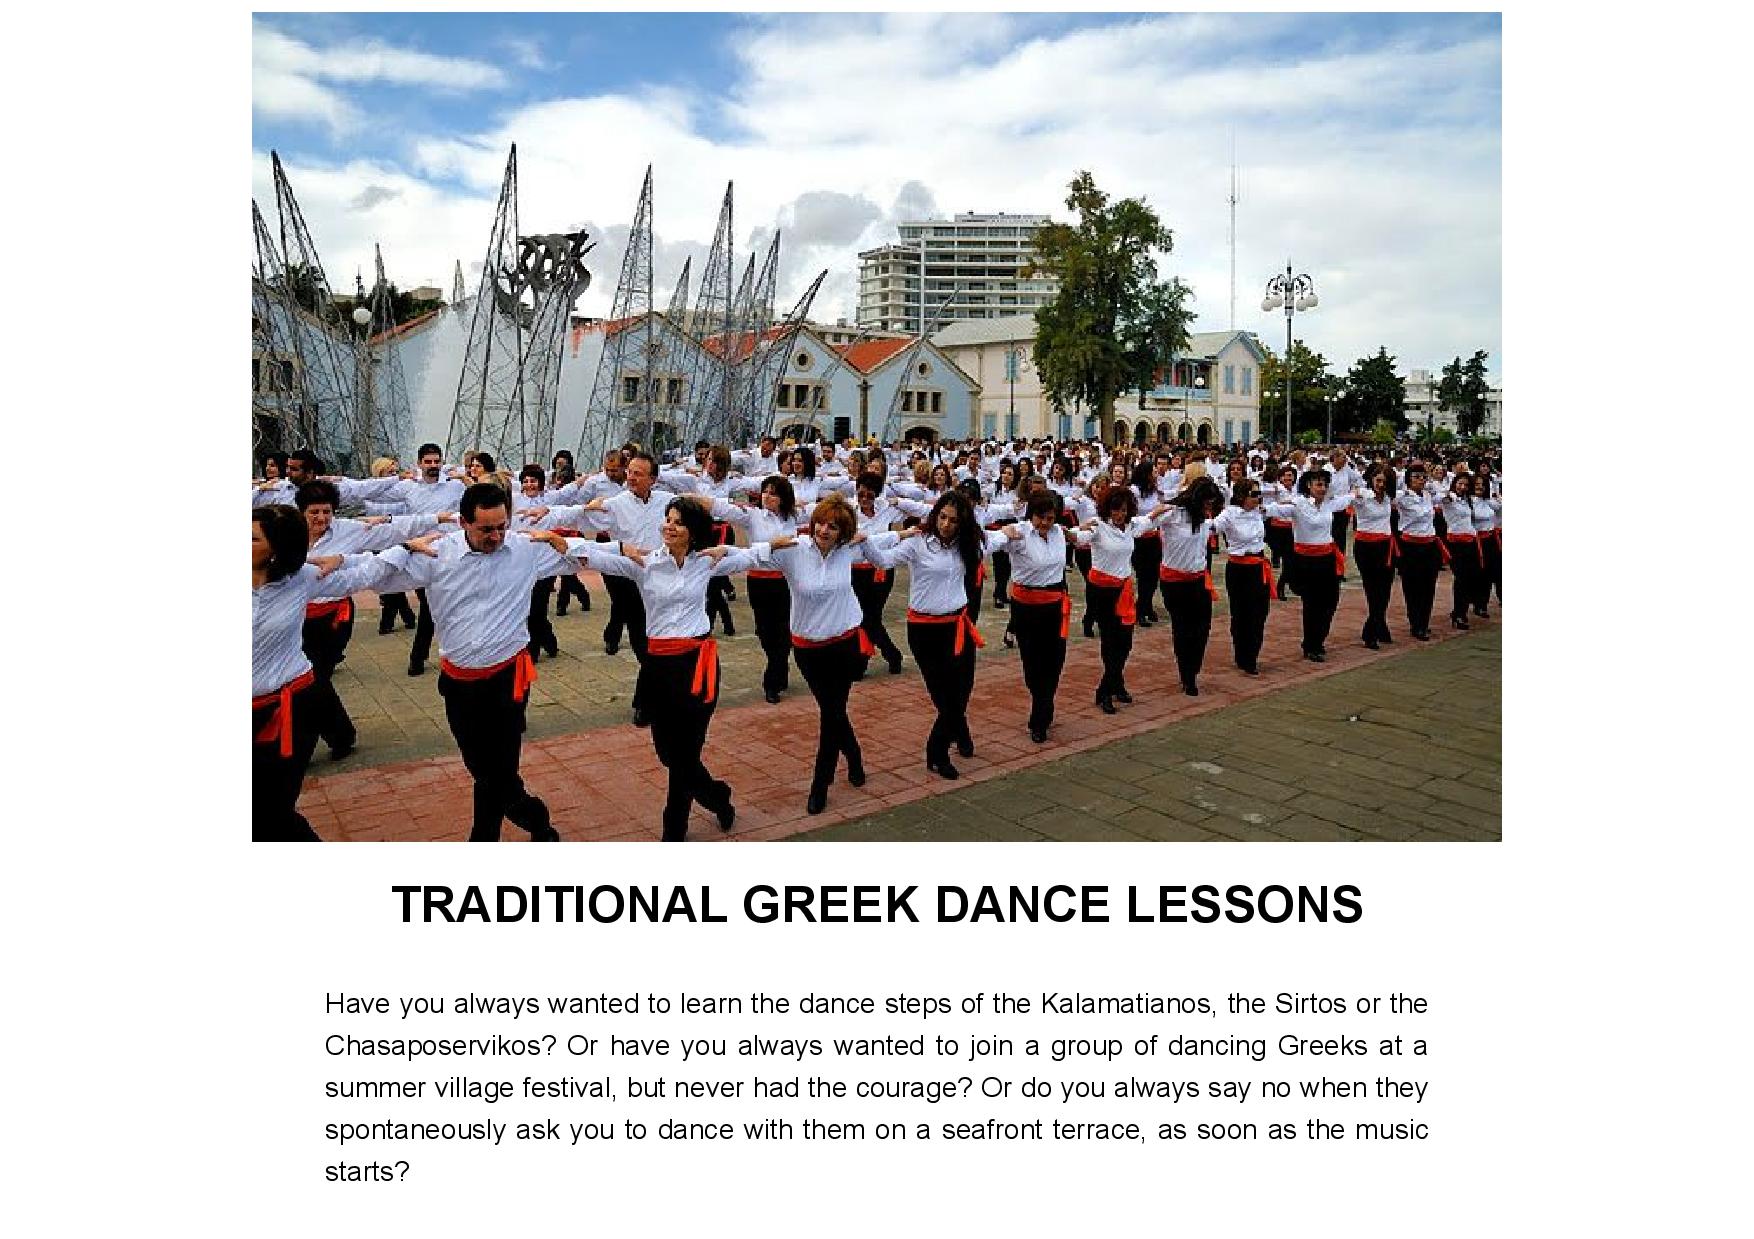 TRADITIONAL GREEK DANCE LESSONS
Have you always wanted to learn the dance steps of the Kalamatianos, the Sirtos or the
Chasaposervikos? Or have you always wanted to join a group of dancing Greeks at a
summer village festival, but never had the courage? Or do you always say no when they
spontaneously ask you to dance with them on a seafront terrace, as soon as the music
starts?